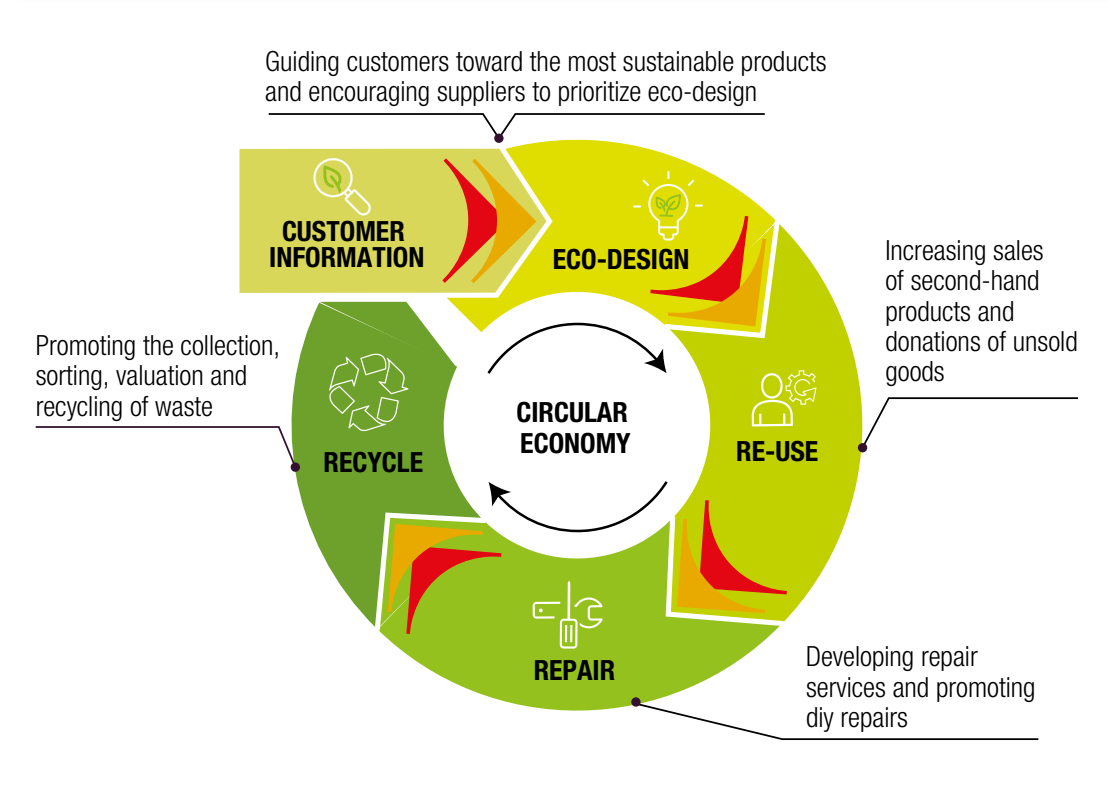 Guiding customers toward the most sustainable products
and encouraging suppliers to prioritize eco-design
CUSTOMER
INFORMATION
ECO-DESIGN
Increasing sales
of second-hand
products and
donations of unsold
goods
RE-USE
Promoting the collection,
sorting, valuation and
recycling of waste
RECYCLE
CIRCULAR
ECONOMY
REPAIR
Developing repair
services and promoting
diy repairs